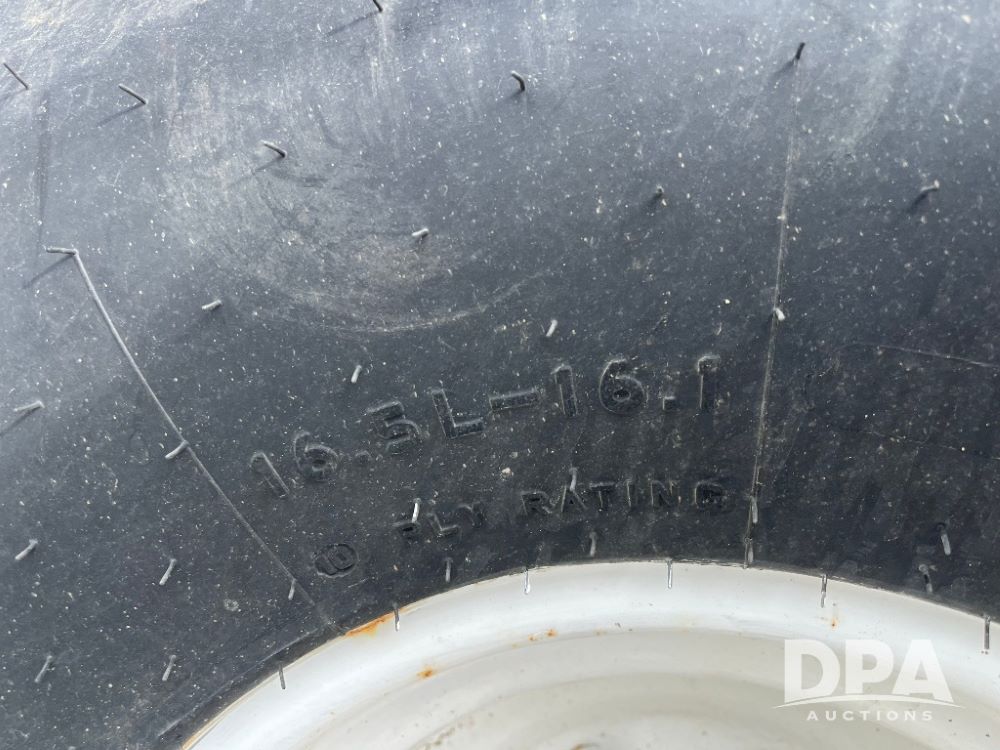 16.5L-16.1
10 PLY RATING
DPA
AUCTIONS